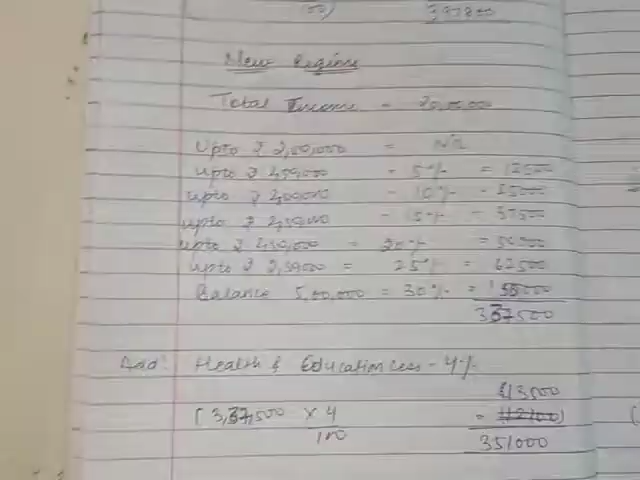 397800
New Regime
Total Income - 20,00,000
Upto ₹ 2,50,000 = Nil
upto ₹ 2,50,000 - 5% = 12500
upto ₹ 2,50,000 - 10% - 25000
upto ₹ 2,50,000 - 15% - 37500
upto ₹ 2,50,000 = 20% = 50000
upto ₹ 2,50,000 = 25% = 62500
Balance 5,00,000 = 30% = 150000
337500
Add: Health & Education cess - 4%
13500
[3,37,500 × 4 =
100
351000